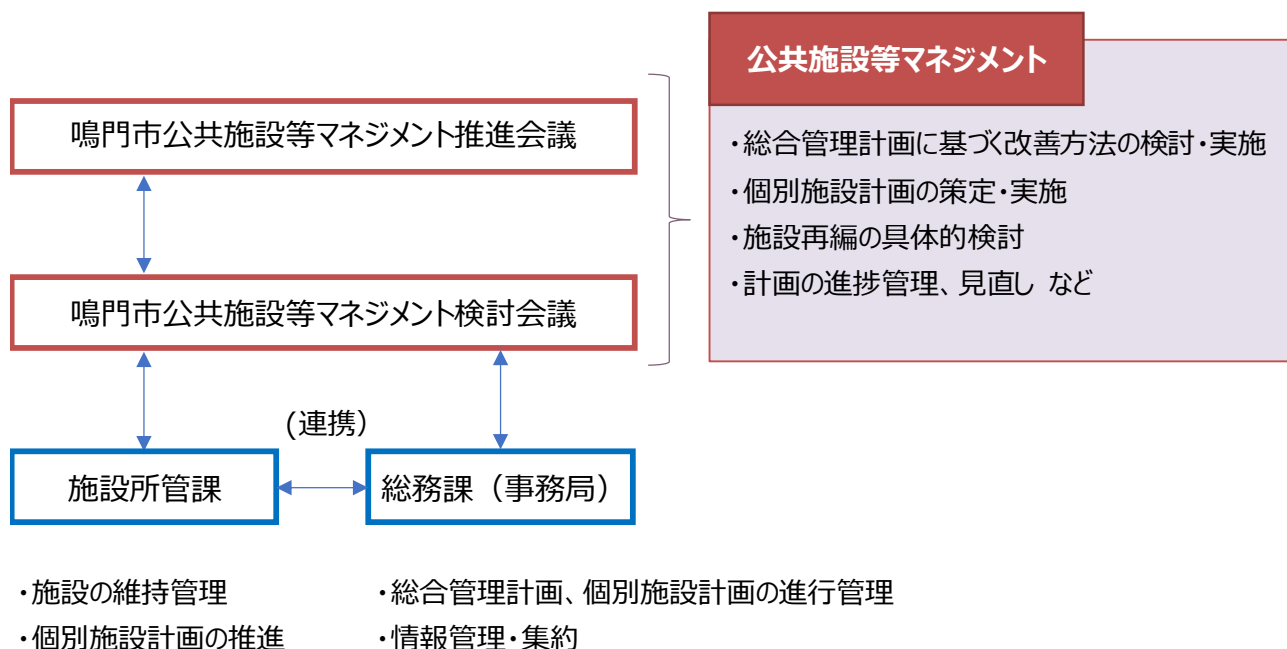 公共施設等マネジメント
鳴門市公共施設等マネジメント推進会議
・総合管理計画に基づく改善方法の検討・実施
・個別施設計画の策定・実施
・施設再編の具体的検討
・計画の進捗管理、見直し など
鳴門市公共施設等マネジメント検討会議
(連携）
施設所管課
総務課（事務局）
・施設の維持管理
・個別施設計画の推進
・総合管理計画、個別施設計画の進行管理
・情報管理・集約